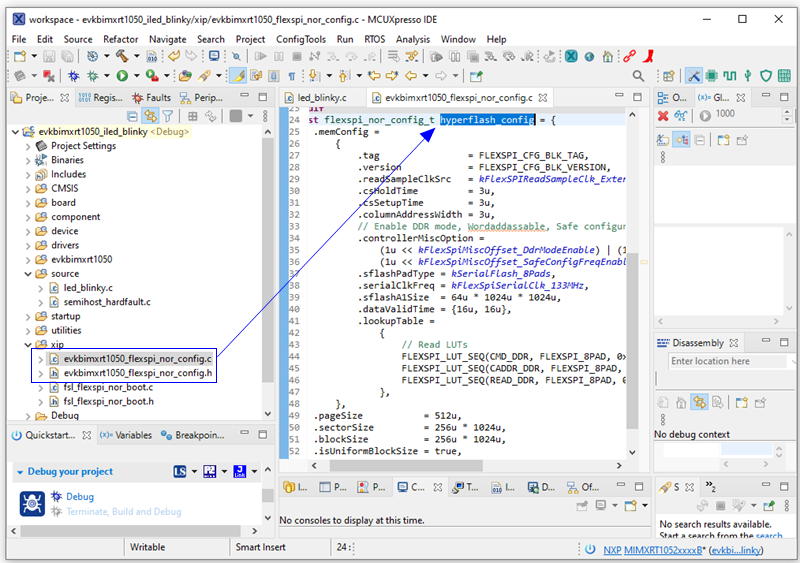 workspace - evkbimxrt1050_iled_blinky/xip/evkbimxrt1050_flexspi_nor_config.c - MCUXpresso IDE
File Edit Source Refactor Navigate Search Project ConfigTools Run RTOS Analysis Window Help
Proje... Regis... Faults Periph...
evkbimxrt1050_iled_blinky <Debug>
Project Settings
Binaries
Includes
CMSIS
board
component
device
drivers
evkbimxrt1050
source
led_blinky.c
semihost_hardfault.c
startup
utilities
xip
evkbimxrt1050_flexspi_nor_config.c
evkbimxrt1050_flexspi_nor_config.h
fsl_flexspi_nor_boot.c
fsl_flexspi_nor_boot.h
Debug
Quickstart... (x)= Variables Breakpoin...
Debug your project
Debug
Terminate, Build and Debug
led_blinky.c evkbimxrt1050_flexspi_nor_config.c
24 st flexspi_nor_config_t hyperflash_config = {
25 .memConfig =
26 {
27 .tag = FLEXSPI_CFG_BLK_TAG,
28 .version = FLEXSPI_CFG_BLK_VERSION,
29 .readSampleClkSrc = kFlexSPIReadSampleClk_Exter
30 .csHoldTime = 3u,
31 .csSetupTime = 3u,
32 .columnAddressWidth = 3u,
33 // Enable DDR mode, Wordaddassable, Safe configur
34 .controllerMiscOption =
35 (1u << kFlexSpiMiscOffset_DdrModeEnable) | (1
36 (1u << kFlexSpiMiscOffset_SafeConfigFreqEnabl
37 .sflashPadType = kSerialFlash_8Pads,
38 .serialClkFreq = kFlexSpiSerialClk_133MHz,
39 .sflashA1Size = 64u * 1024u * 1024u,
40 .dataValidTime = {16u, 16u},
41 .lookupTable =
42 {
43 // Read LUTs
44 FLEXSPI_LUT_SEQ(CMD_DDR, FLEXSPI_8PAD, 0x
45 FLEXSPI_LUT_SEQ(CADDR_DDR, FLEXSPI_8PAD,
46 FLEXSPI_LUT_SEQ(READ_DDR, FLEXSPI_8PAD, 0
47 },
48 },
49 .pageSize = 512u,
50 .sectorSize = 256u * 1024u,
51 .blockSize = 256u * 1024u,
52 .isUniformBlockSize = true,
I... P... P... C... T... I... D... Of...
No consoles to display at this time.
O... Gl...
1000
Disassembly
Enter location here
No debug context
S »2
No search results available.
Start a search from the search
Writable Smart Insert 24 : NXP MIMXRT1052xxxxB* (evkbi...linky)